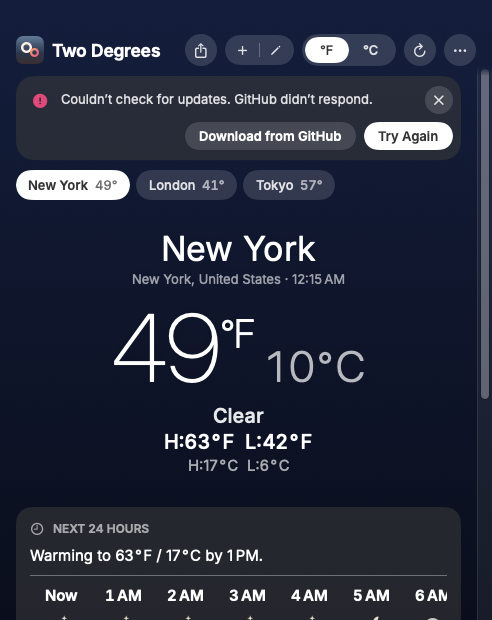 Two Degrees
°F
°C
Couldn’t check for updates. GitHub didn’t respond.
Download from GitHub
Try Again
New York 49°
London 41°
Tokyo 57°
New York
New York, United States · 12:15 AM
49°F 10°C
Clear
H:63°F L:42°F
H:17°C L:6°C
NEXT 24 HOURS
Warming to 63°F / 17°C by 1 PM.
Now 1 AM 2 AM 3 AM 4 AM 5 AM 6 AM